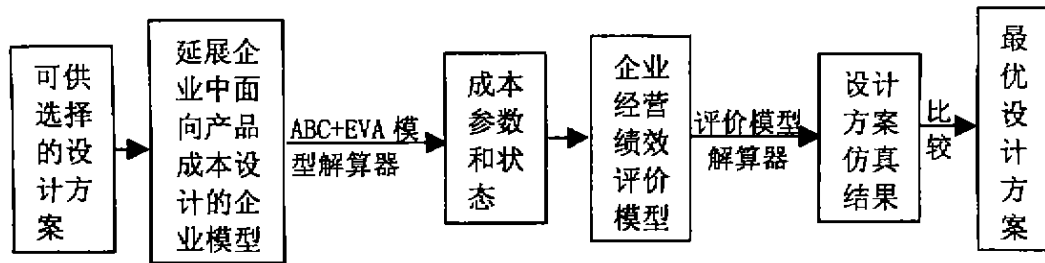 可供
选择
的设
计方
案
延展企
业中面
向产品
成本设
计的企
业模型
ABC+EVA 模
型解算器
成本
参数
和状
态
企业
经营
绩效
评价
模型
评价模型
解算器
设计
方案
仿真
结果
比
较
最
优
设
计
方
案